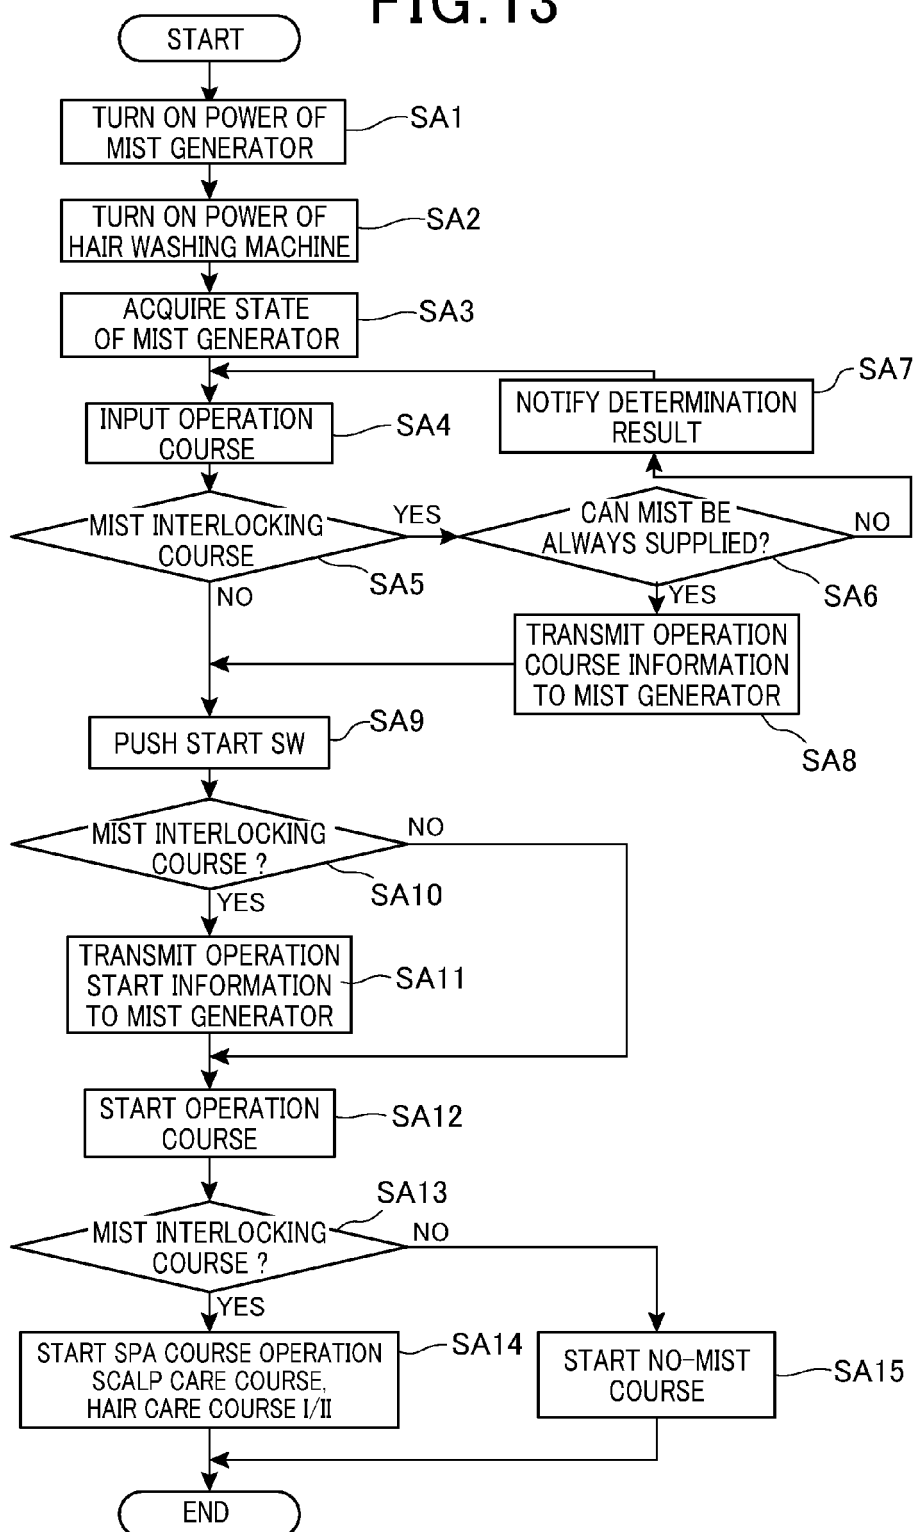 FIG.13
START
TURN ON POWER OF
MIST GENERATOR
SA1
TURN ON POWER OF
HAIR WASHING MACHINE
SA2
ACQUIRE STATE
OF MIST GENERATOR
SA3
INPUT OPERATION
COURSE
SA4
NOTIFY DETERMINATION
RESULT
SA7
MIST INTERLOCKING
COURSE
SA5
YES
NO
CAN MIST BE
ALWAYS SUPPLIED?
SA6
NO
YES
TRANSMIT OPERATION
COURSE INFORMATION
TO MIST GENERATOR
SA8
PUSH START SW
SA9
MIST INTERLOCKING
COURSE ?
SA10
NO
YES
TRANSMIT OPERATION
START INFORMATION
TO MIST GENERATOR
SA11
START OPERATION
COURSE
SA12
MIST INTERLOCKING
COURSE ?
SA13
NO
YES
START SPA COURSE OPERATION
SCALP CARE COURSE,
HAIR CARE COURSE I/II
SA14
START NO-MIST
COURSE
SA15
END